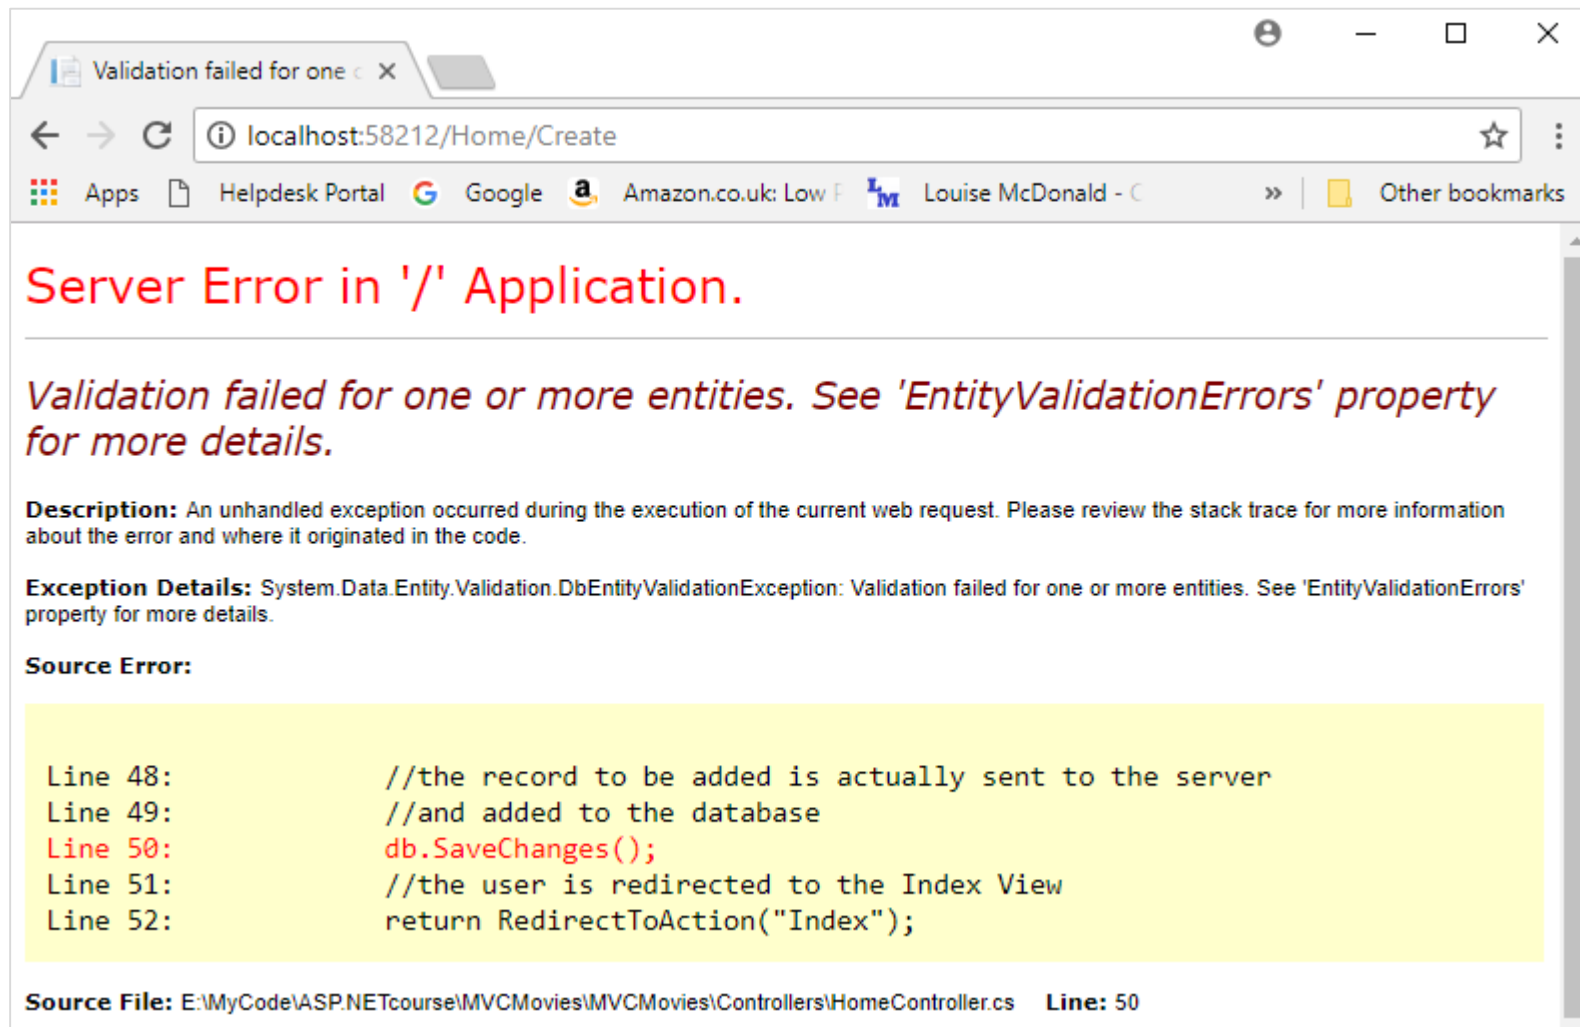 Validation failed for one
localhost:58212/Home/Create
Apps Helpdesk Portal Google Amazon.co.uk: Low Louise McDonald - Other bookmarks
Server Error in '/' Application.
Validation failed for one or more entities. See 'EntityValidationErrors' property
for more details.
Description: An unhandled exception occurred during the execution of the current web request. Please review the stack trace for more information
about the error and where it originated in the code.
Exception Details: System.Data.Entity.Validation.DbEntityValidationException: Validation failed for one or more entities. See 'EntityValidationErrors'
property for more details.
Source Error:
Line 48: //the record to be added is actually sent to the server
Line 49: //and added to the database
Line 50: db.SaveChanges();
Line 51: //the user is redirected to the Index View
Line 52: return RedirectToAction("Index");
Source File: E:\MyCode\ASP.NETcourse\MVCMovies\MVCMovies\Controllers\HomeController.cs Line: 50